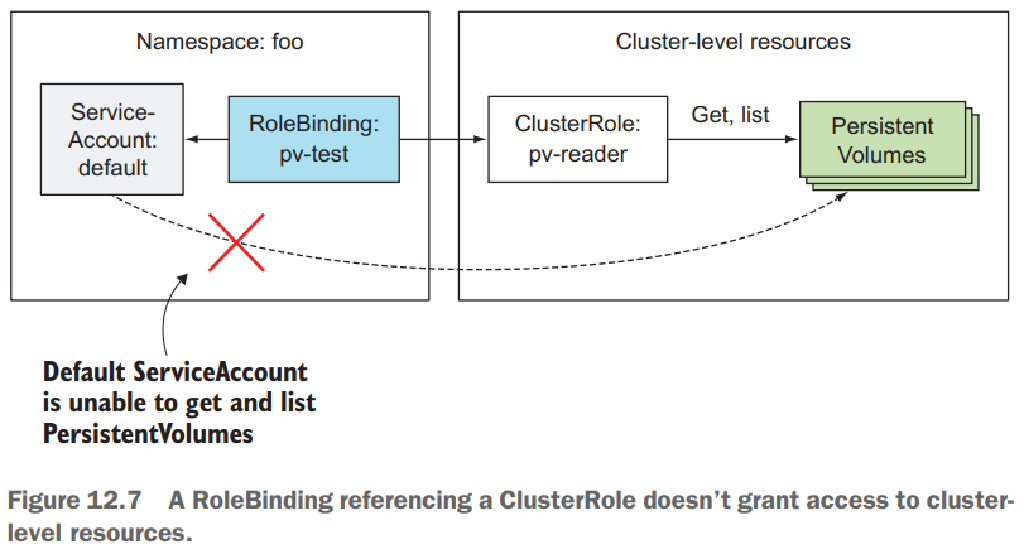 Namespace: foo
Cluster-level resources
Service-
Account:
default
RoleBinding:
pv-test
ClusterRole:
pv-reader
Get, list
Persistent
Volumes
Default ServiceAccount
is unable to get and list
PersistentVolumes
Figure 12.7 A RoleBinding referencing a ClusterRole doesn’t grant access to cluster-
level resources.